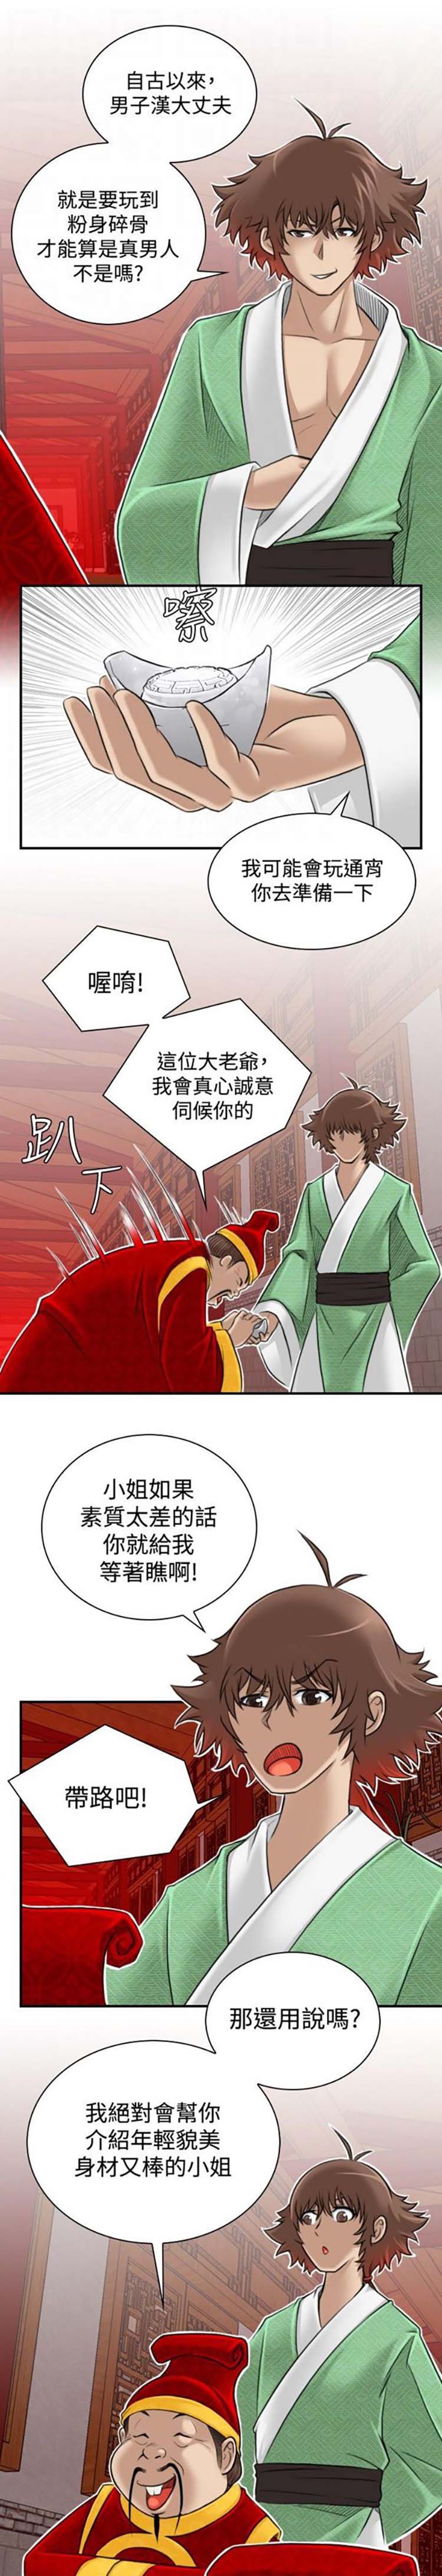 自古以來,
男子漢大丈夫
就是要玩到
粉身碎骨
才能算是真男人
不是嗎?
嚓
我可能會玩通宵
你去準備一下
喔唷!
這位大老爺,
我會真心誠意
伺候你的
趴
下
小姐如果
素質太差的話
你就給我
等著瞧啊!
帶路吧!
那還用說嗎?
我絕對會幫你
介紹年輕貌美
身材又棒的小姐